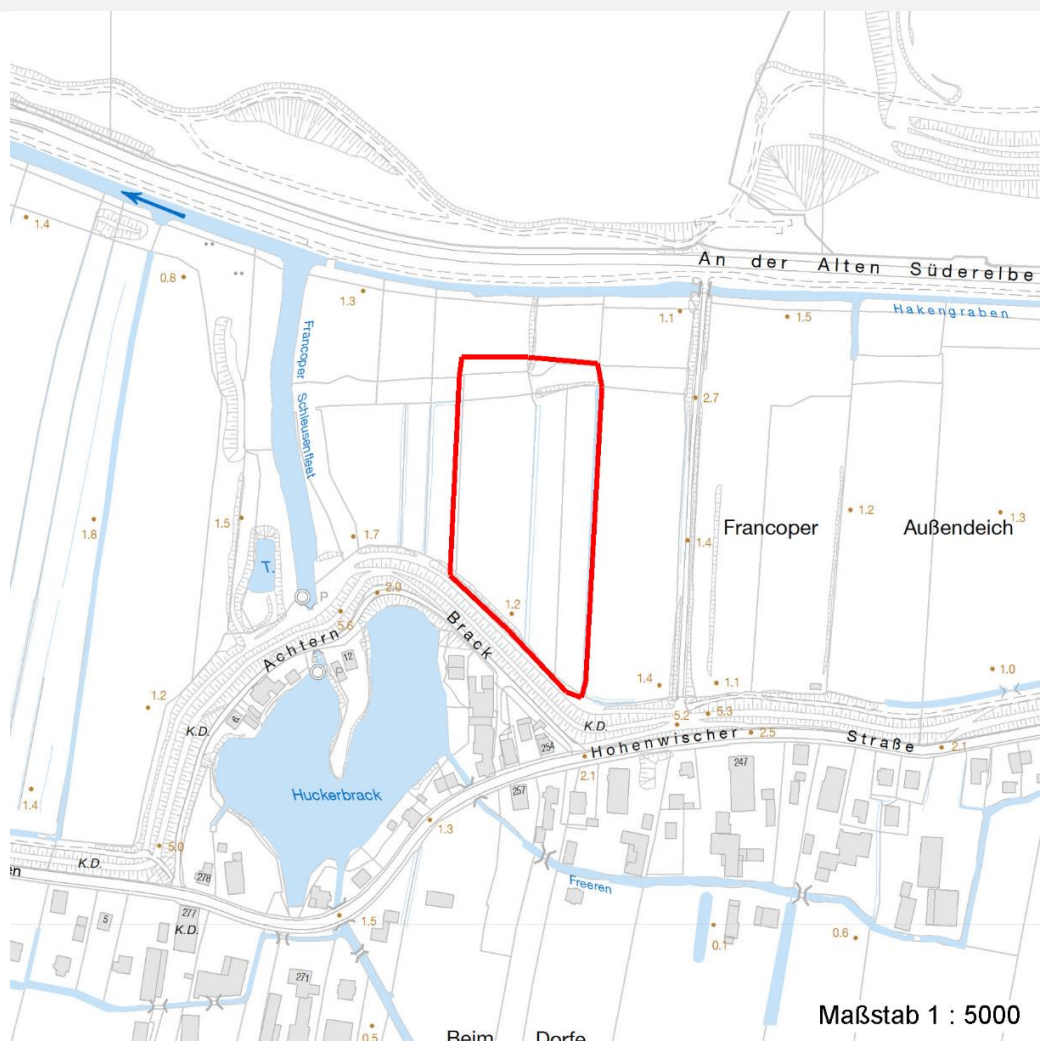 An der Alten Süderelbe
1.4
0.8
1.3
1.1
1.5
Hakengraben
Francoper Schleusenfleet
2.7
1.8
1.5
1.7
T.
P
1.4
Francoper Außendeich
1.2
1.3
2.0
5.6
1.2
Achtern Brack
12
P
1.2
K.D.
6
1.4
1.1
1.0
5.2
5.3
K.D.
254
Hohenwischer Straße
2.5
2.1
2.1
247
257
Huckerbrack
1.4
5.0
1.3
K.D.
en
278
Freeren
277
K.D.
5
1.5
0.1
0.6
271
0.5
Beim Dorfe
Maßstab 1 : 5000